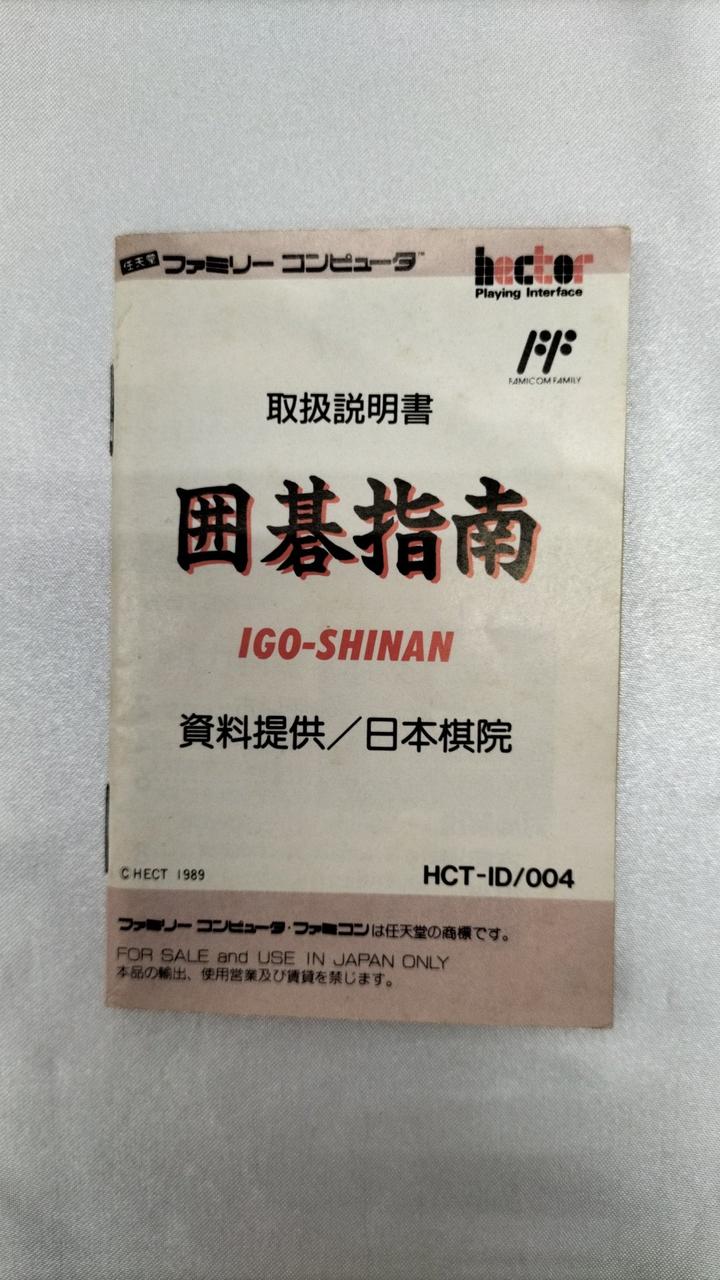 任天堂 ファミリー コンピュータ™
hector
Playing Interface
FAMICOM FAMILY
取扱説明書
囲碁指南
IGO-SHINAN
資料提供／日本棋院
© HECT 1989
HCT-ID/004
ファミリー コンピュータ・ファミコンは任天堂の商標です。
FOR SALE and USE IN JAPAN ONLY
本品の輸出、使用営業及び賃貸を禁じます。